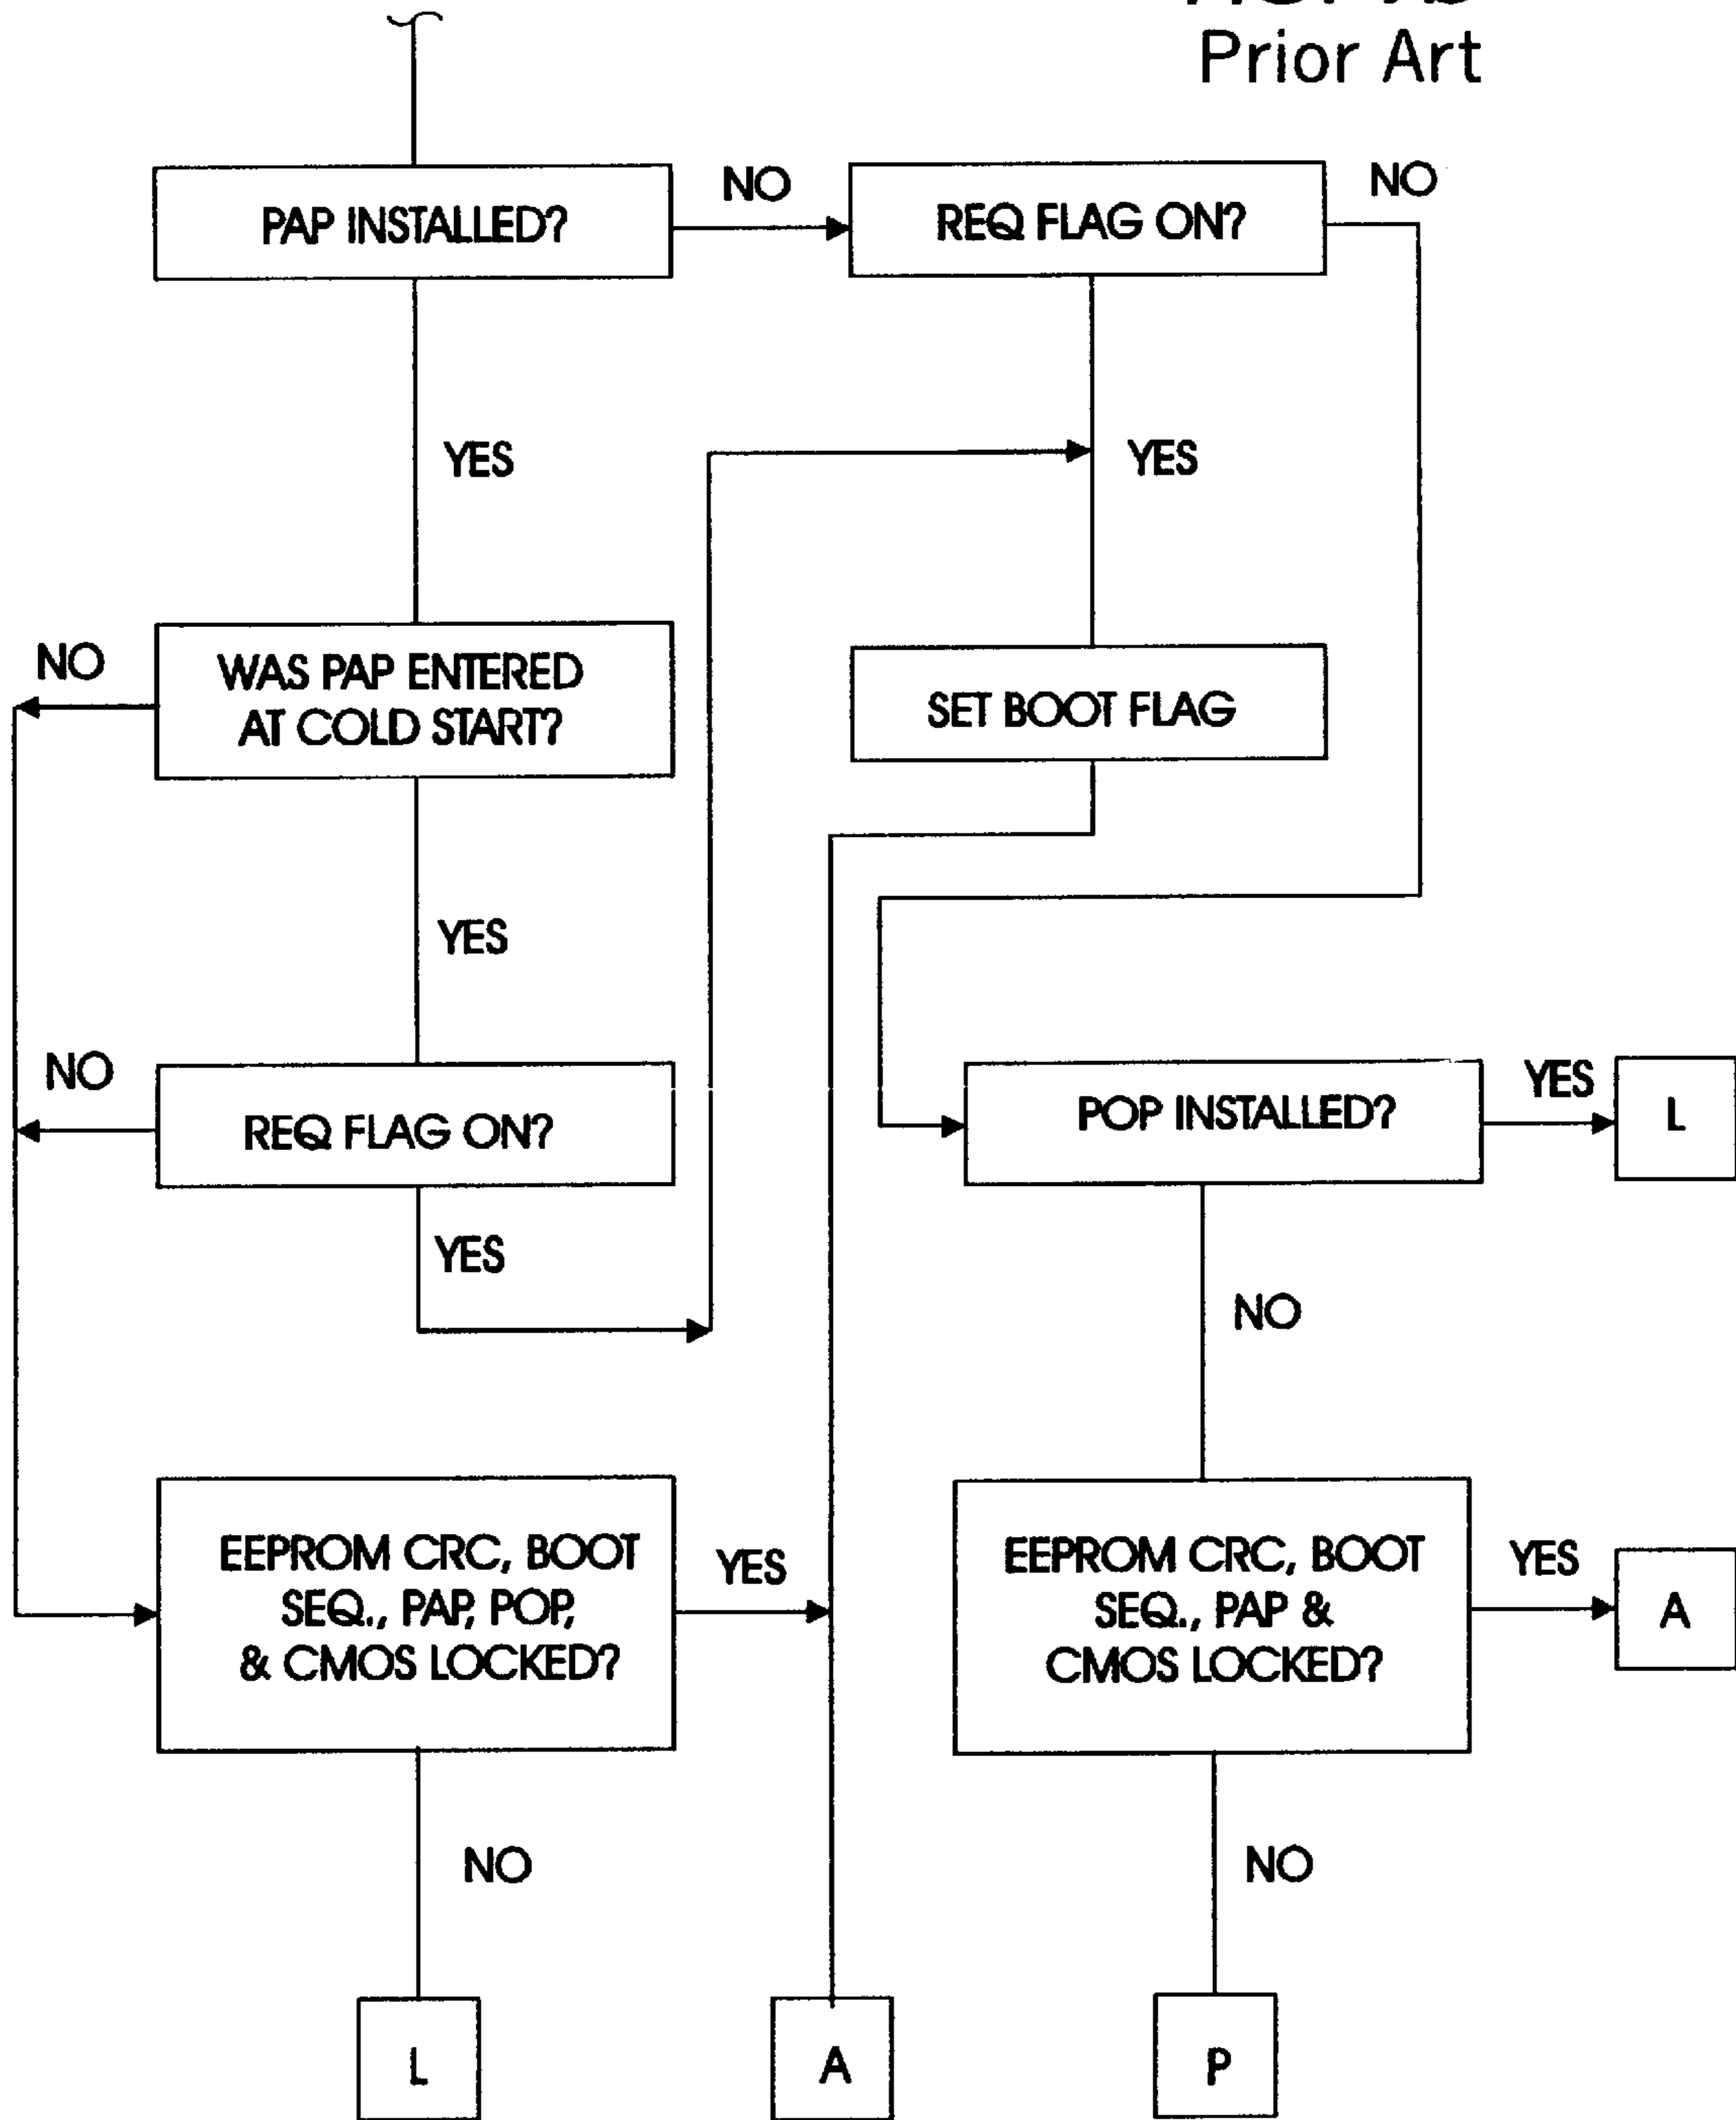 Prior Art
PAP INSTALLED?
NO
REQ FLAG ON?
NO
YES
YES
NO
WAS PAP ENTERED
AT COLD START?
SET BOOT FLAG
YES
NO
REQ FLAG ON?
POP INSTALLED?
YES
L
YES
NO
EEPROM CRC, BOOT
SEQ., PAP, POP,
& CMOS LOCKED?
YES
EEPROM CRC, BOOT
SEQ., PAP &
CMOS LOCKED?
YES
A
NO
NO
L
A
P